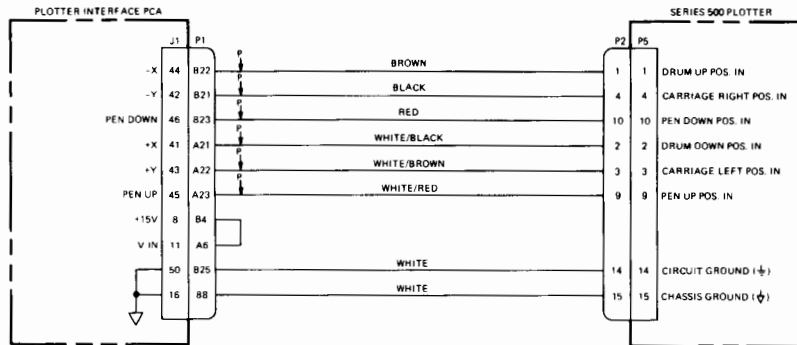 PLOTTER INTERFACE PCA
SERIES 500 PLOTTER
J1 P1 P2 P5
P
-X 44 B22 BROWN 1 1 DRUM UP POS. IN
P
-Y 42 B21 BLACK 4 4 CARRIAGE RIGHT POS. IN
P
PEN DOWN 46 B23 RED 10 10 PEN DOWN POS. IN
P
+X 41 A21 WHITE/BLACK 2 2 DRUM DOWN POS. IN
P
+Y 43 A22 WHITE/BROWN 3 3 CARRIAGE LEFT POS. IN
P
PEN UP 45 A23 WHITE/RED 9 9 PEN UP POS. IN
+15V 8 B4
V IN 11 A6
50 B25 WHITE 14 14 CIRCUIT GROUND (⏚)
16 B8 WHITE 15 15 CHASSIS GROUND (⏚)